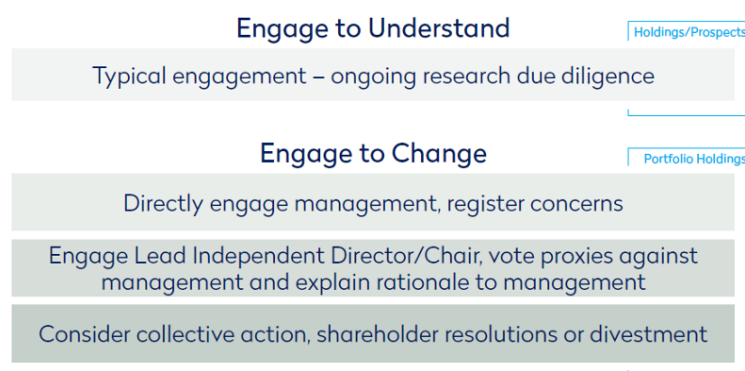 Engage to Understand
Holdings/Prospects
Typical engagement – ongoing research due diligence
Engage to Change
Portfolio Holdings
Directly engage management, register concerns
Engage Lead Independent Director/Chair, vote proxies against
management and explain rationale to management
Consider collective action, shareholder resolutions or divestment